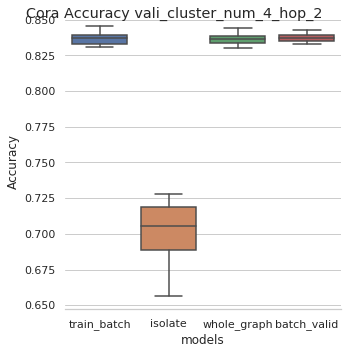 Cora Accuracy vali_cluster_num_4_hop_2
0.850
0.825
0.800
0.775
0.750
0.725
0.700
0.675
0.650
Accuracy
train_batch isolate whole_graph batch_valid
models